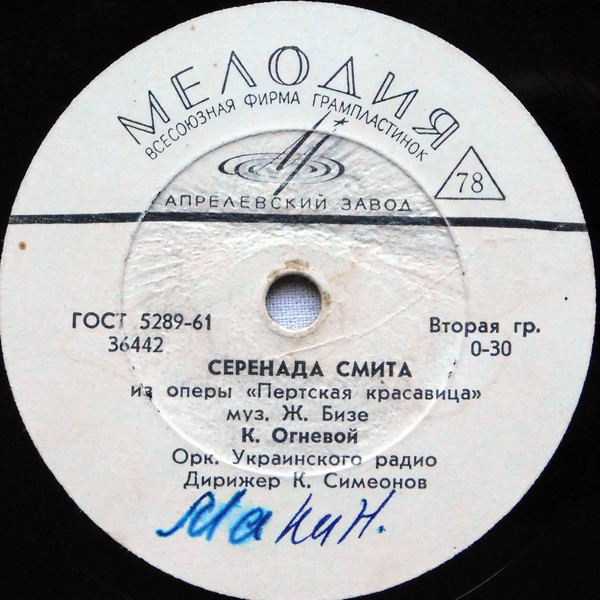 МЕЛОДИЯ
ВСЕСОЮЗНАЯ ФИРМА ГРАМПЛАСТИНОК
78
АПРЕЛЕВСКИЙ ЗАВОД
ГОСТ 5289-61
36442
Вторая гр.
0-30
СЕРЕНАДА СМИТА
из оперы «Пертская красавица»
муз. Ж. Бизе
К. Огневой
Орк. Украинского радио
Дирижер К. Симеонов
Макин.